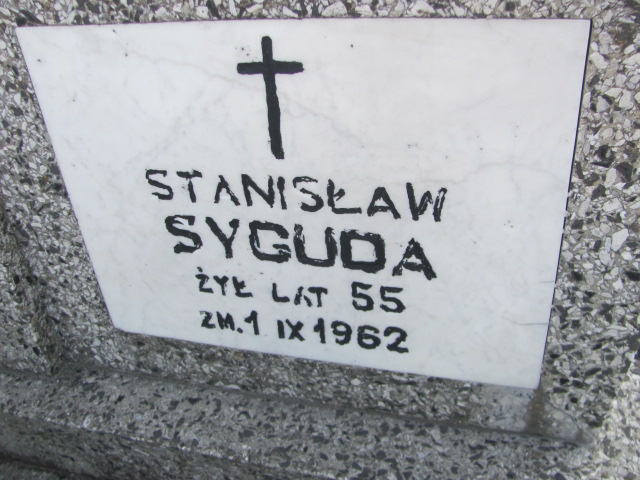 STANISŁAW
SYGUDA
ŻYŁ LAT 55
ZM. 1 IX 1962